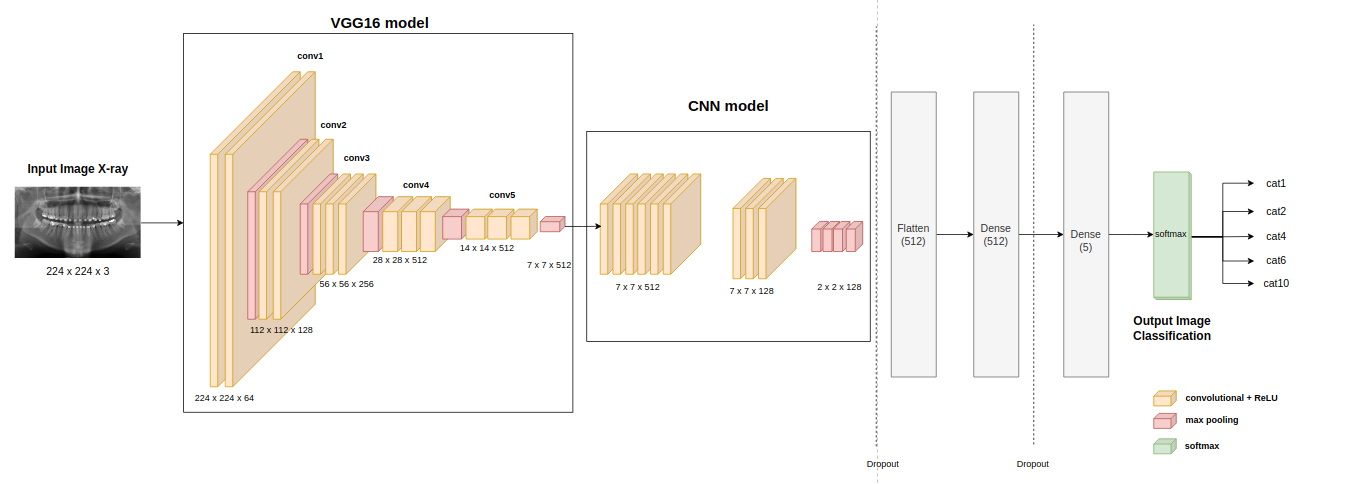 VGG16 model
conv1
conv2
conv3
conv4
conv5
224 x 224 x 64
112 x 112 x 128
56 x 56 x 256
28 x 28 x 512
14 x 14 x 512
7 x 7 x 512
Input Image X-ray
224 x 224 x 3
CNN model
7 x 7 x 512
7 x 7 x 128
2 x 2 x 128
Dropout
Flatten
(512)
Dense
(512)
Dropout
Dense
(5)
softmax
cat1
cat2
cat4
cat6
cat10
Output Image
Classification
convolutional + ReLU
max pooling
softmax